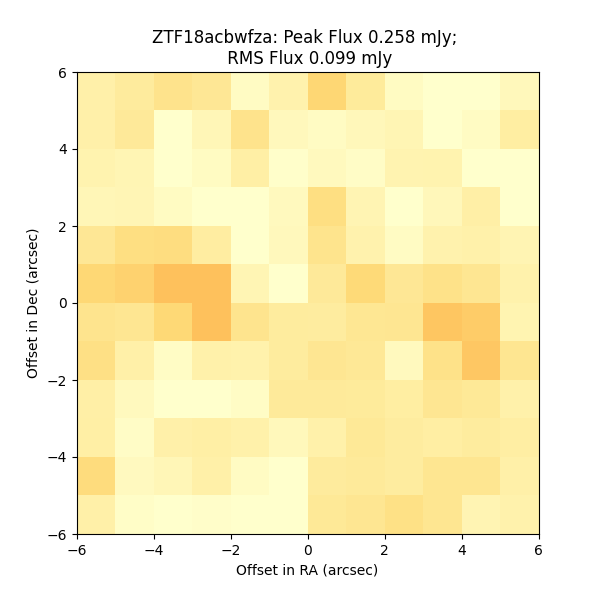 ZTF18acbwfza: Peak Flux 0.258 mJy;
RMS Flux 0.099 mJy
6
4
2
0
−2
−4
−6
Offset in Dec (arcsec)
−6 −4 −2 0 2 4 6
Offset in RA (arcsec)